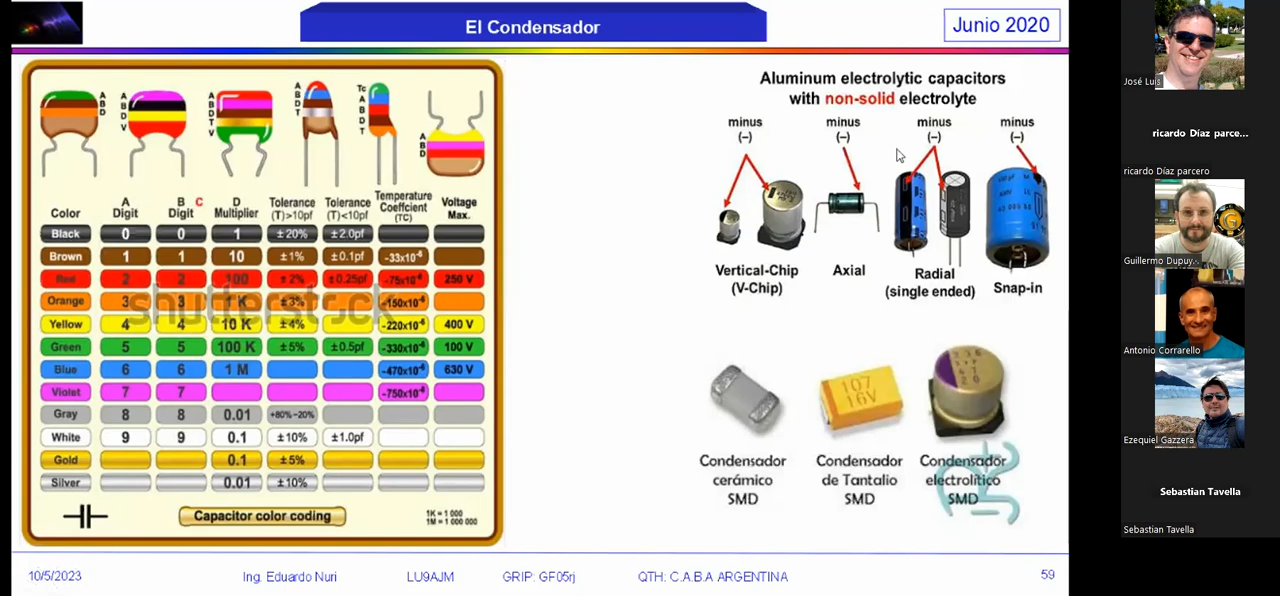 El Condensador
Junio 2020
A
B
D
A
B
D
V
A
B
D
T
V
A
B
D
T
Tc
A
B
D
T
A
B
D
Color
A
Digit
B C
Digit
D
Multiplier
Tolerance
(T)>10pf
Tolerance
(T)<10pf
Temperature
Coeffcient
(TC)
Voltage
Max.
Black 0 0 1 ±20% ±2.0pf
Brown 1 1 10 ±1% ±0.1pf -33x10⁻⁶
Red 2 2 100 ±2% ±0.25pf -75x10⁻⁶ 250 V
Orange 3 3 1 K ±3% -150x10⁻⁶
Yellow 4 4 10 K ±4% -220x10⁻⁶ 400 V
Green 5 5 100 K ±5% ±0.5pf -330x10⁻⁶ 100 V
Blue 6 6 1 M -470x10⁻⁶ 630 V
Violet 7 7 -750x10⁻⁶
Gray 8 8 0.01 +80%-20%
White 9 9 0.1 ±10% ±1.0pf
Gold 0.1 ±5%
Silver 0.01 ±10%
shutterstock
Capacitor color coding
1K = 1 000
1M = 1 000 000
Aluminum electrolytic capacitors
with non-solid electrolyte
minus
(–)
minus
(–)
minus
(–)
minus
(–)
Vertical-Chip
(V-Chip)
Axial
Radial
(single ended)
Snap-in
107
16V
Condensador
cerámico
SMD
Condensador
de Tantalio
SMD
Condensador
electrolítico
SMD
10/5/2023
Ing. Eduardo Nuri
LU9AJM
GRIP: GF05rj
QTH: C.A.B.A ARGENTINA
59
José Luis
ricardo Díaz parce...
ricardo Díaz parcero
Guillermo Dupuy...
Antonio Corrarello
Ezequiel Gazzera
Sebastian Tavella
Sebastian Tavella